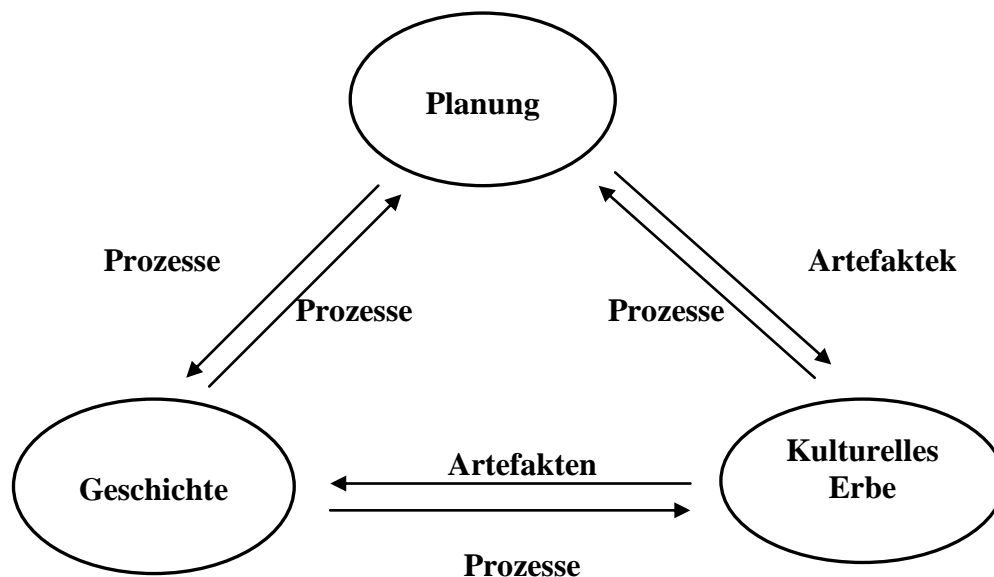 Planung
Prozesse
Artefaktek
Prozesse
Prozesse
Kulturelles
Erbe
Artefakten
Geschichte
Prozesse